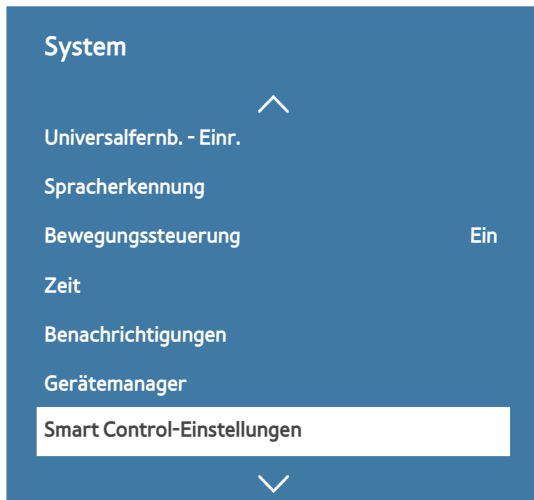 System
Universalfernb. - Einr.
Spracherkennung
Bewegungssteuerung Ein
Zeit
Benachrichtigungen
Gerätemanager
Smart Control-Einstellungen